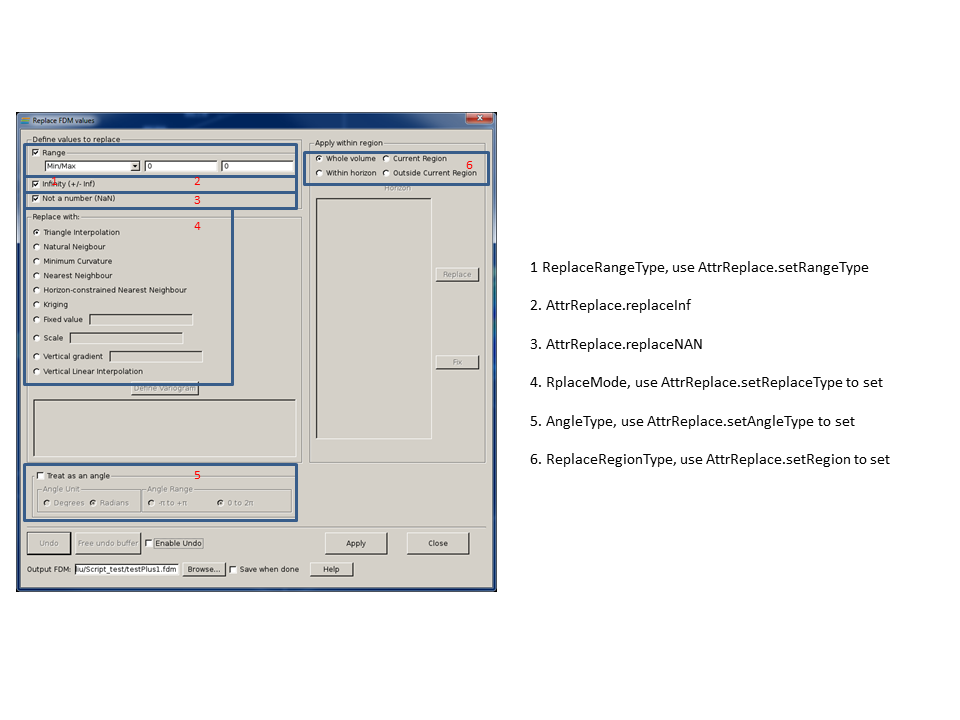 Replace FDM values
x
Define values to replace
Range
Min/Max
0
0
1
Infinity (+/- Inf)
2
Not a number (NaN)
3
Replace with:
4
Triangle Interpolation
Natural Neigbour
Minimum Curvature
Nearest Neighbour
Horizon-constrained Nearest Neighbour
Kriging
Fixed value
Scale
Vertical gradient
Vertical Linear Interpolation
Define Variogram
Treat as an angle
5
Angle Unit
Degrees Radians
Angle Range
-π to +π 0 to 2π
Apply within region
Whole volume Current Region
6
Within horizon Outside Current Region
Horizon
Replace
Fix
Undo Free undo buffer Enable Undo Apply Close
Output FDM: liu/Script_test/testPlus1.fdm Browse... Save when done Help
1 ReplaceRangeType, use AttrReplace.setRangeType
2. AttrReplace.replaceInf
3. AttrReplace.replaceNAN
4. RplaceMode, use AttrReplace.setReplaceType to set
5. AngleType, use AttrReplace.setAngleType to set
6. ReplaceRegionType, use AttrReplace.setRegion to set